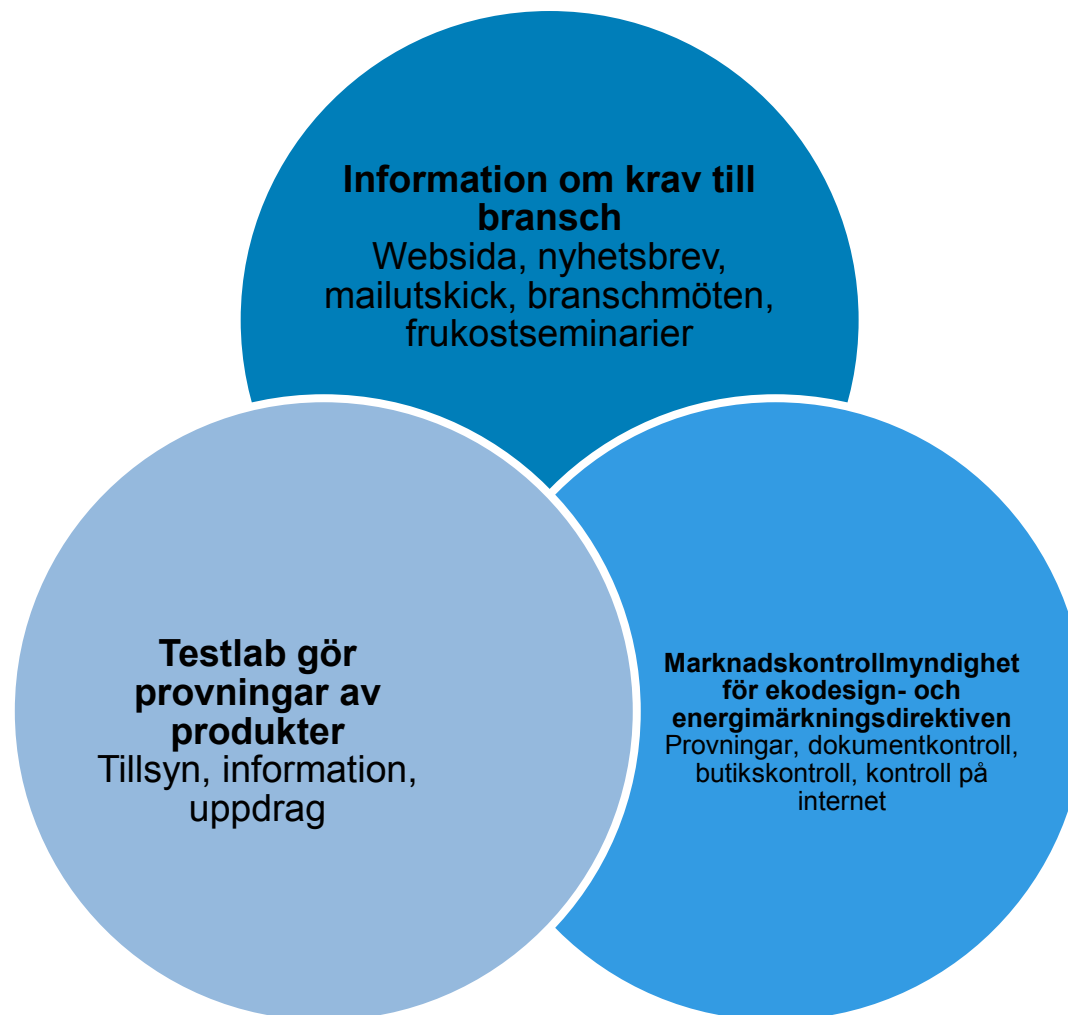 Information om krav till
bransch
Websida, nyhetsbrev,
mailutskick, branschmöten,
frukostseminarier
Testlab gör
provningar av
produkter
Tillsyn, information,
uppdrag
Marknadskontrollmyndighet
för ekodesign- och
energimärkningsdirektiven
Provningar, dokumentkontroll,
butikskontroll, kontroll på
internet